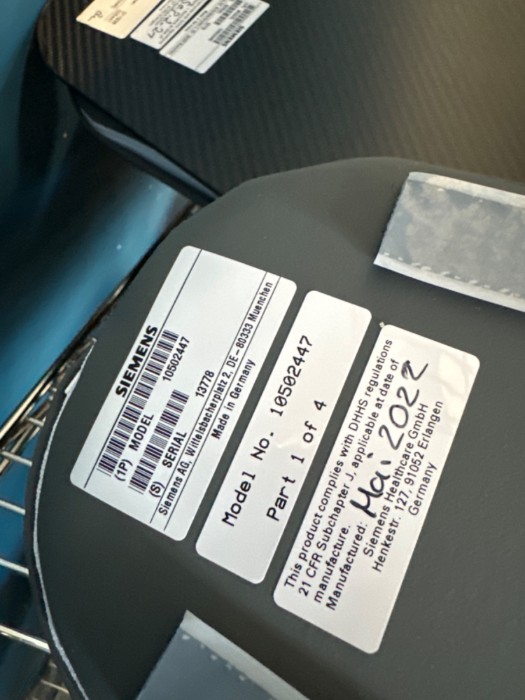 SIEMENS
(1P) MODEL 10502447
(S) SERIAL 13778
Siemens AG, Wittelsbacherplatz 2, DE-80333 Muenchen
Made in Germany
Model No. 10502447
Part 1 of 4
This product complies with DHHS regulations
21 CFR Subchapter J, applicable at date of
manufacture.
Manufactured: Mai 2022
Siemens Healthcare GmbH
Henkestr. 127, 91052 Erlangen
Germany